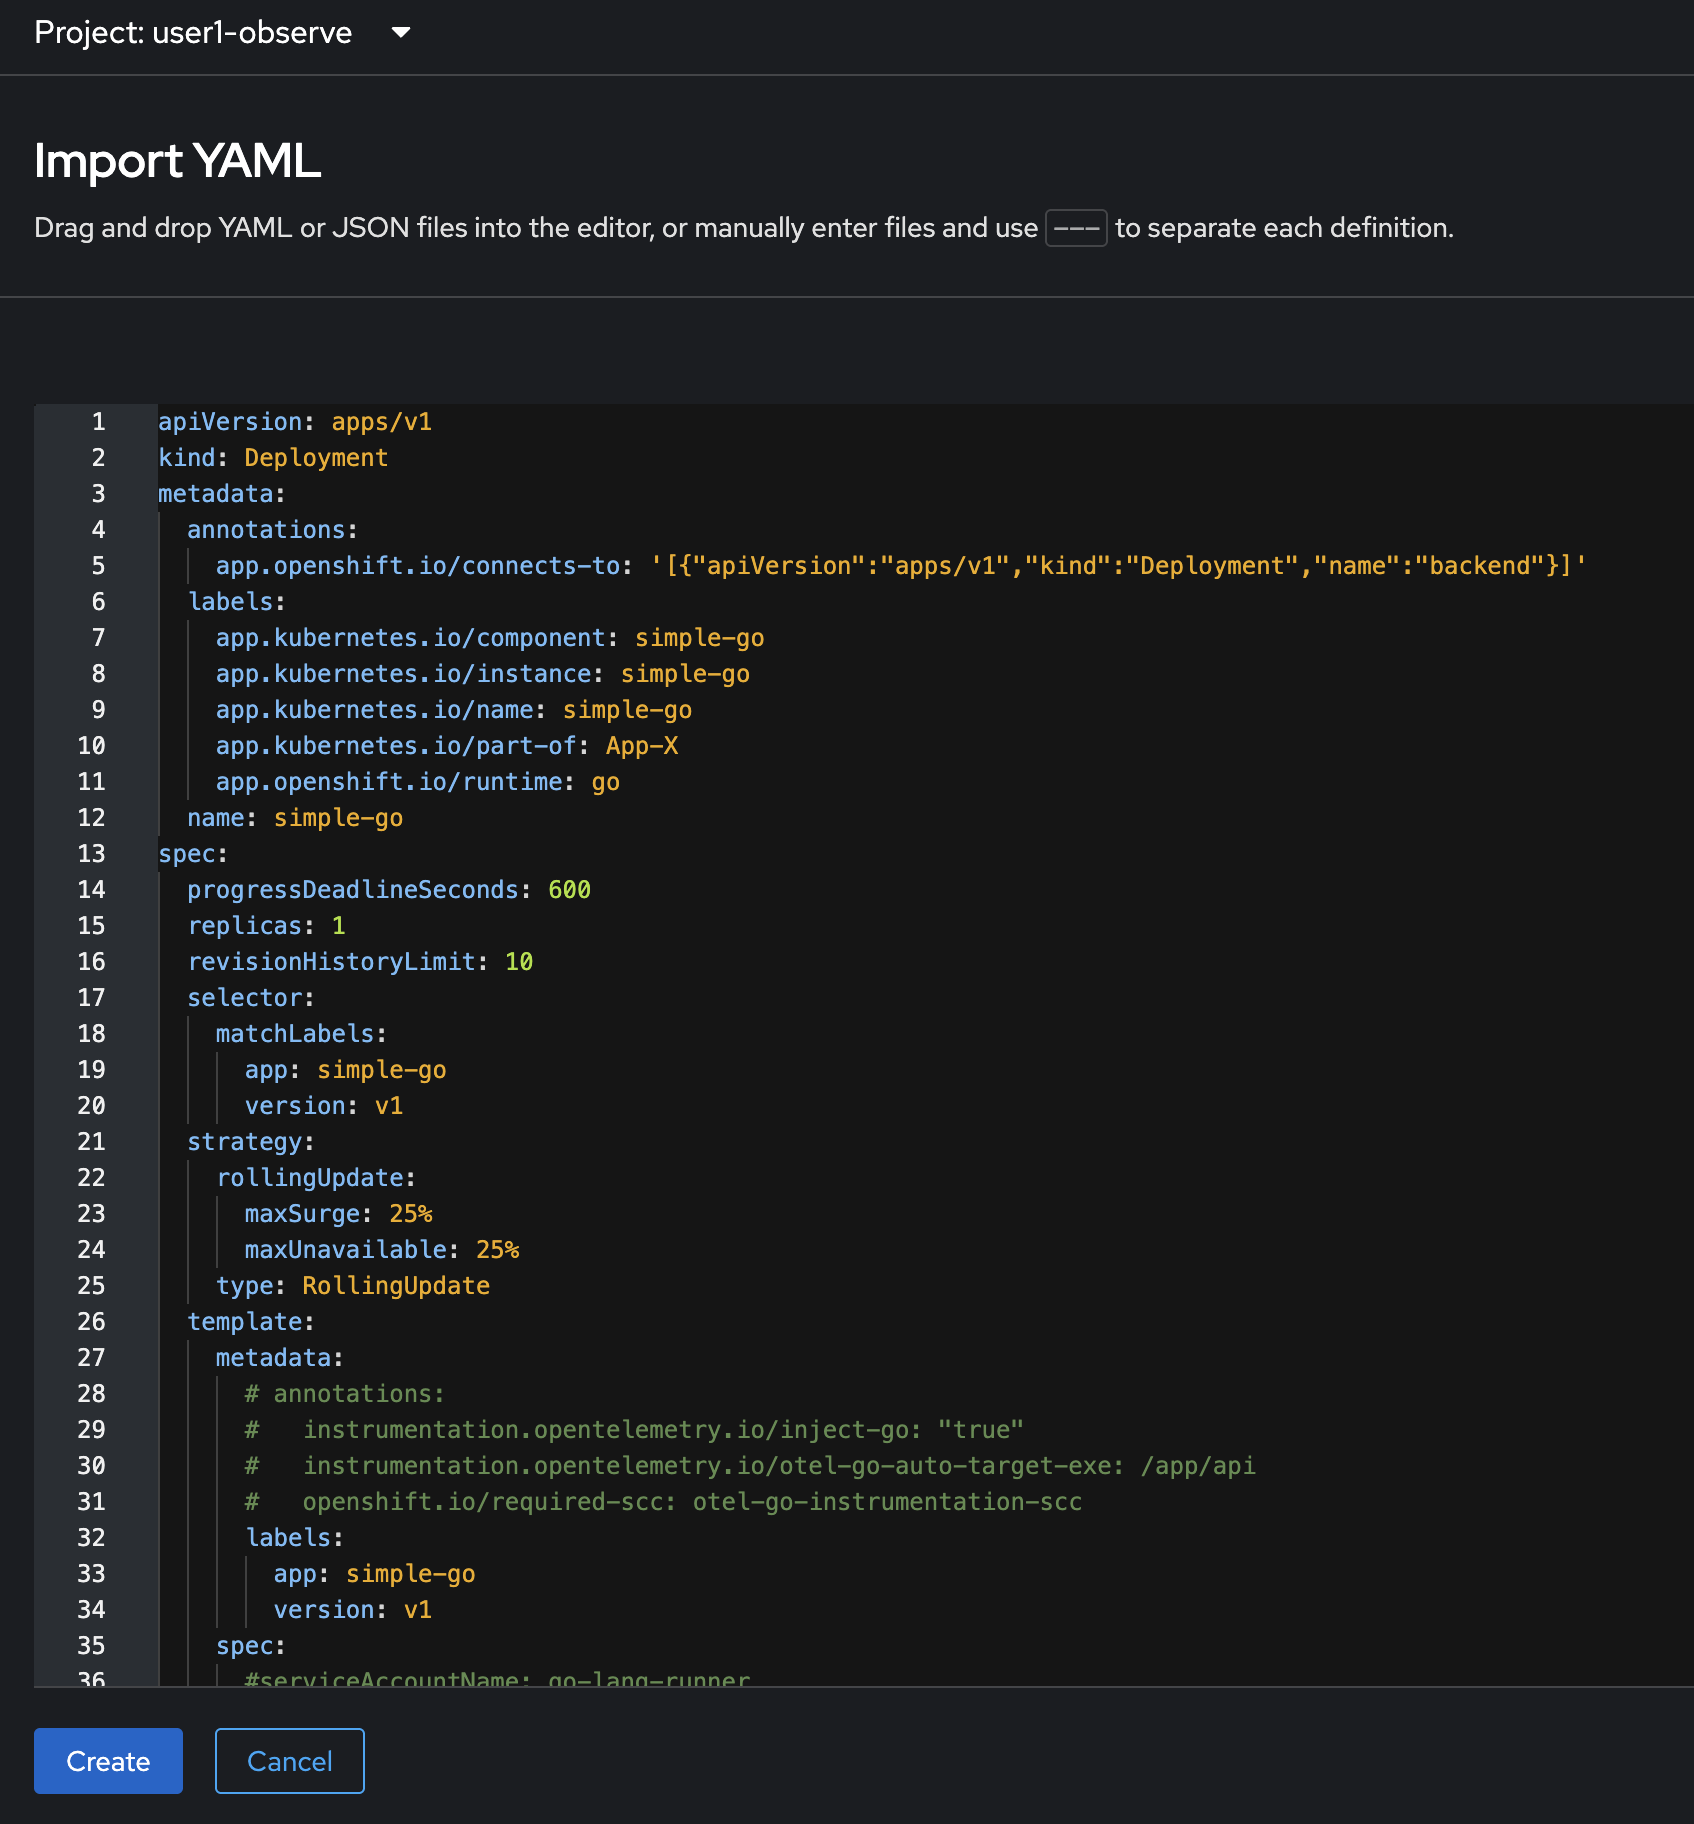 Project: user1-observe
Import YAML
Drag and drop YAML or JSON files into the editor, or manually enter files and use --- to separate each definition.
1 apiVersion: apps/v1
2 kind: Deployment
3 metadata:
4   annotations:
5     app.openshift.io/connects-to: '[{"apiVersion":"apps/v1","kind":"Deployment","name":"backend"}]'
6   labels:
7     app.kubernetes.io/component: simple-go
8     app.kubernetes.io/instance: simple-go
9     app.kubernetes.io/name: simple-go
10     app.kubernetes.io/part-of: App-X
11     app.openshift.io/runtime: go
12   name: simple-go
13 spec:
14   progressDeadlineSeconds: 600
15   replicas: 1
16   revisionHistoryLimit: 10
17   selector:
18     matchLabels:
19       app: simple-go
20       version: v1
21   strategy:
22     rollingUpdate:
23       maxSurge: 25%
24       maxUnavailable: 25%
25     type: RollingUpdate
26   template:
27     metadata:
28       # annotations:
29       #   instrumentation.opentelemetry.io/inject-go: "true"
30       #   instrumentation.opentelemetry.io/otel-go-auto-target-exe: /app/api
31       #   openshift.io/required-scc: otel-go-instrumentation-scc
32       labels:
33         app: simple-go
34         version: v1
35     spec:
36       #serviceAccountName: go-lang-runner
Create
Cancel